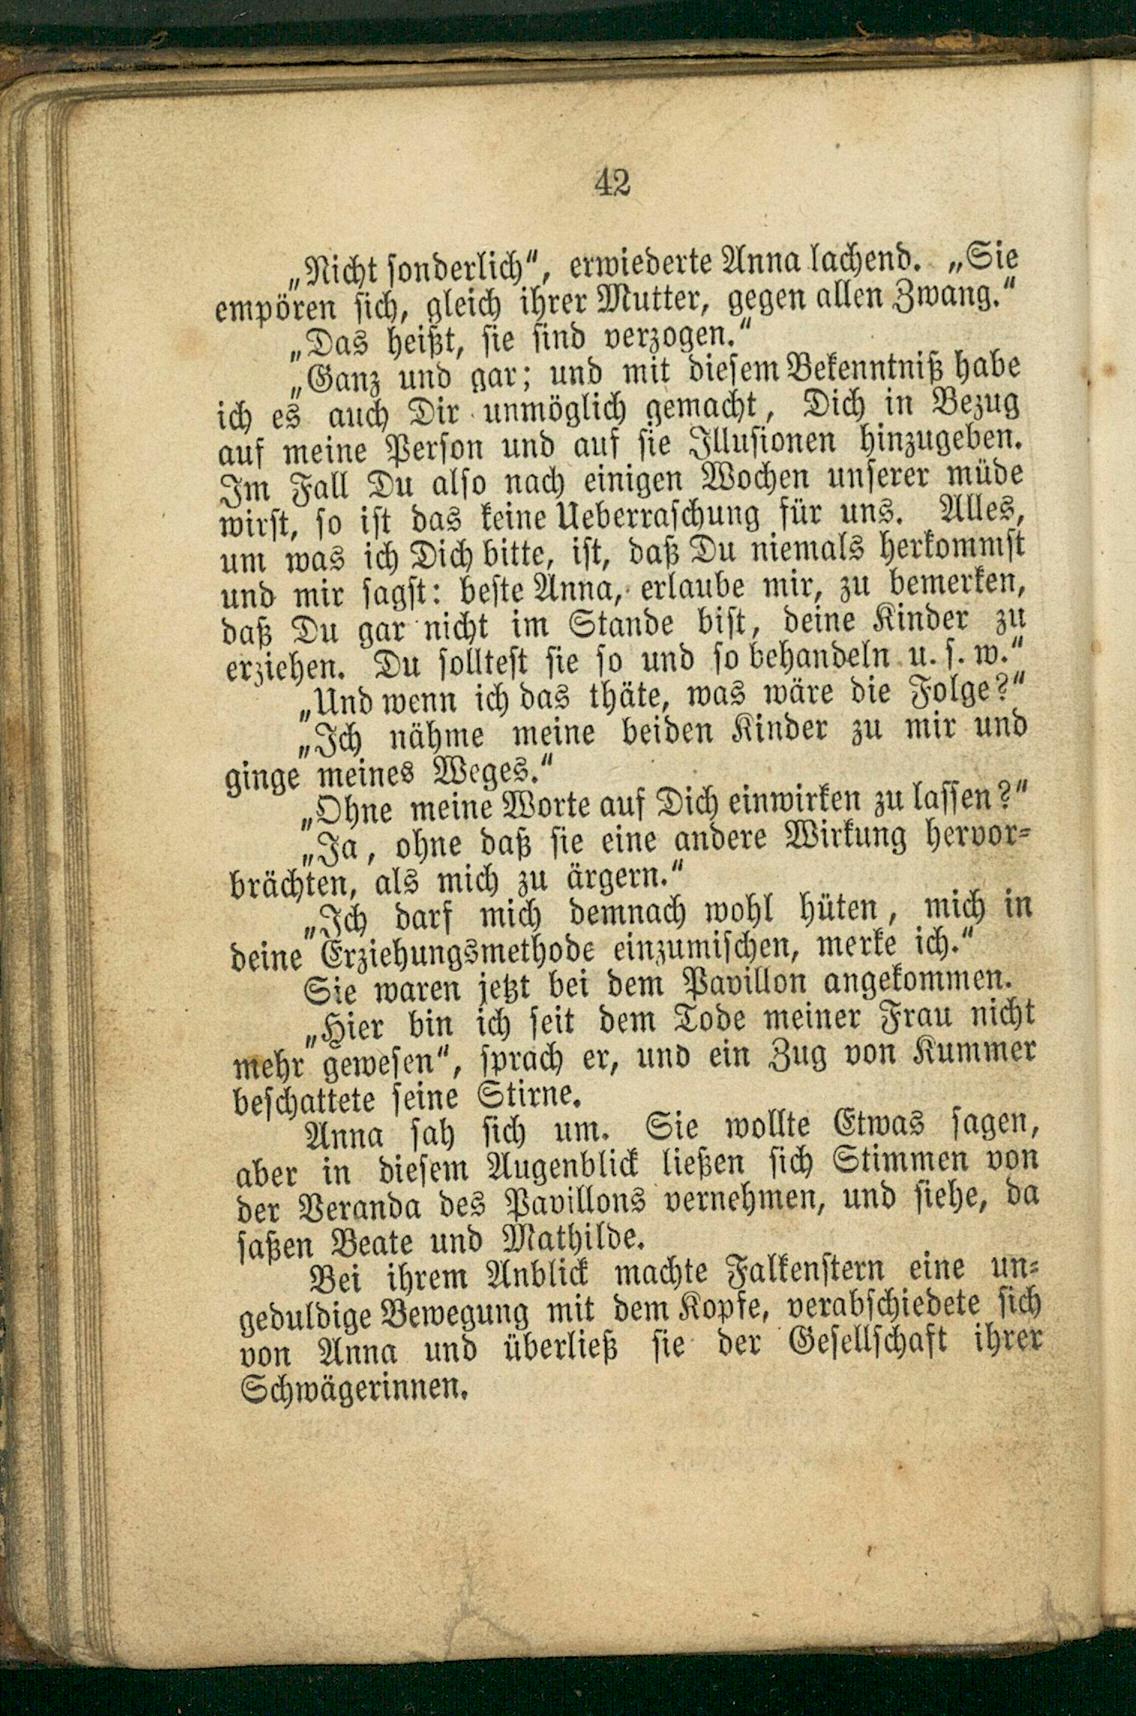 42
„Nicht sonderlich“, erwiederte Anna lachend. „Sie
empören sich, gleich ihrer Mutter, gegen allen Zwang.“
„Das heißt, sie sind verzogen.“
„Ganz und gar; und mit diesem Bekenntniß habe
ich es auch Dir unmöglich gemacht, Dich in Bezug
auf meine Person und auf sie Illusionen hinzugeben.
Im Fall Du also nach einigen Wochen unserer müde
wirst, so ist das keine Ueberraschung für uns. Alles,
um was ich Dich bitte, ist, daß Du niemals herkommst
und mir sagst: beste Anna, erlaube mir, zu bemerken,
daß Du gar nicht im Stande bist, deine Kinder zu
erziehen. Du solltest sie so und so behandeln u. s. w.“
„Und wenn ich das thäte, was wäre die Folge?“
„Ich nähme meine beiden Kinder zu mir und
ginge meines Weges.“
„Ohne meine Worte auf Dich einwirken zu lassen?“
„Ja, ohne daß sie eine andere Wirkung hervor-
brächten, als mich zu ärgern.“
„Ich darf mich demnach wohl hüten, mich in
deine Erziehungsmethode einzumischen, merke ich.“
Sie waren jetzt bei dem Pavillon angekommen.
„Hier bin ich seit dem Tode meiner Frau nicht
mehr gewesen“, sprach er, und ein Zug von Kummer
beschattete seine Stirne.
Anna sah sich um. Sie wollte Etwas sagen,
aber in diesem Augenblick ließen sich Stimmen von
der Veranda des Pavillons vernehmen, und siehe, da
saßen Beate und Mathilde.
Bei ihrem Anblick machte Falkenstern eine un-
geduldige Bewegung mit dem Kopfe, verabschiedete sich
von Anna und überließ sie der Gesellschaft ihrer
Schwägerinnen.